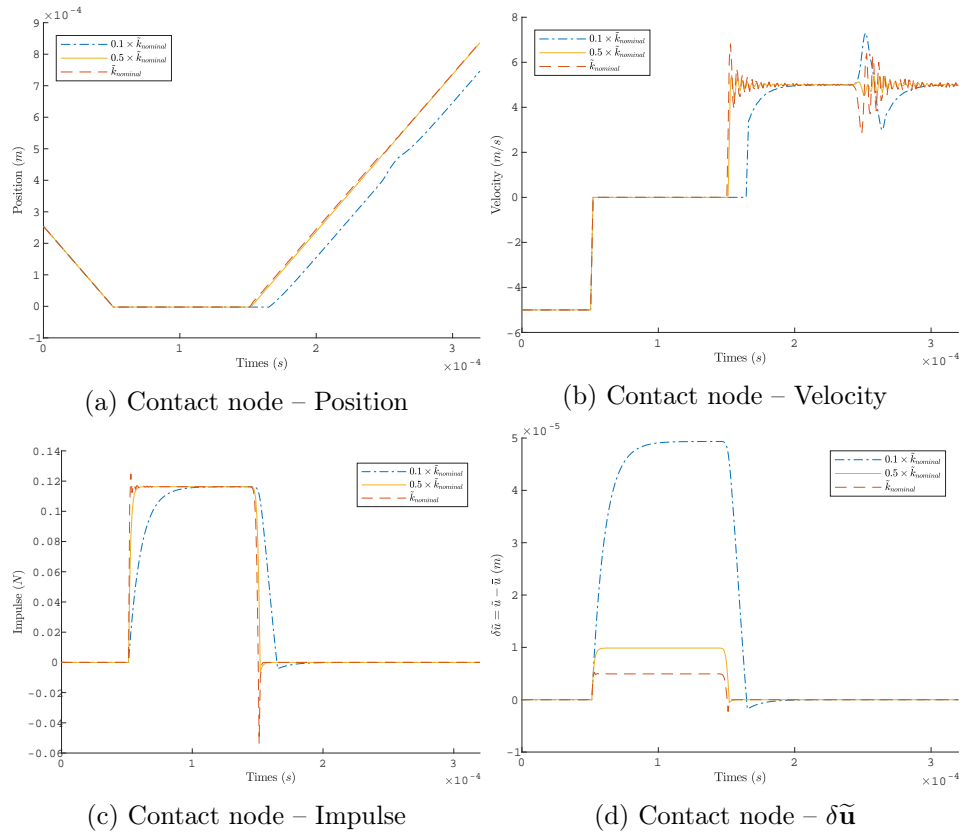 ×10⁻⁴
9
8
7
6
5
4
3
2
1
0
-1
Position (m)
0.1 × k̃nominal
0.5 × k̃nominal
k̃nominal
0 1 2 3
Times (s)
×10⁻⁴
(a) Contact node – Position
8
6
4
2
0
-2
-4
-6
Velocity (m/s)
0.1 × k̃nominal
0.5 × k̃nominal
k̃nominal
0 1 2 3
Times (s)
×10⁻⁴
(b) Contact node – Velocity
0.14
0.12
0.10
0.08
0.06
0.04
0.02
0
-0.02
-0.04
-0.06
Impulse (N)
0.1 × k̃nominal
0.5 × k̃nominal
k̃nominal
0 1 2 3
Times (s)
×10⁻⁴
(c) Contact node – Impulse
×10⁻⁵
5
4
3
2
1
0
-1
δũ = ũ − ū (m)
0.1 × k̃nominal
0.5 × k̃nominal
k̃nominal
0 1 2 3
Times (s)
×10⁻⁴
(d) Contact node – δũ